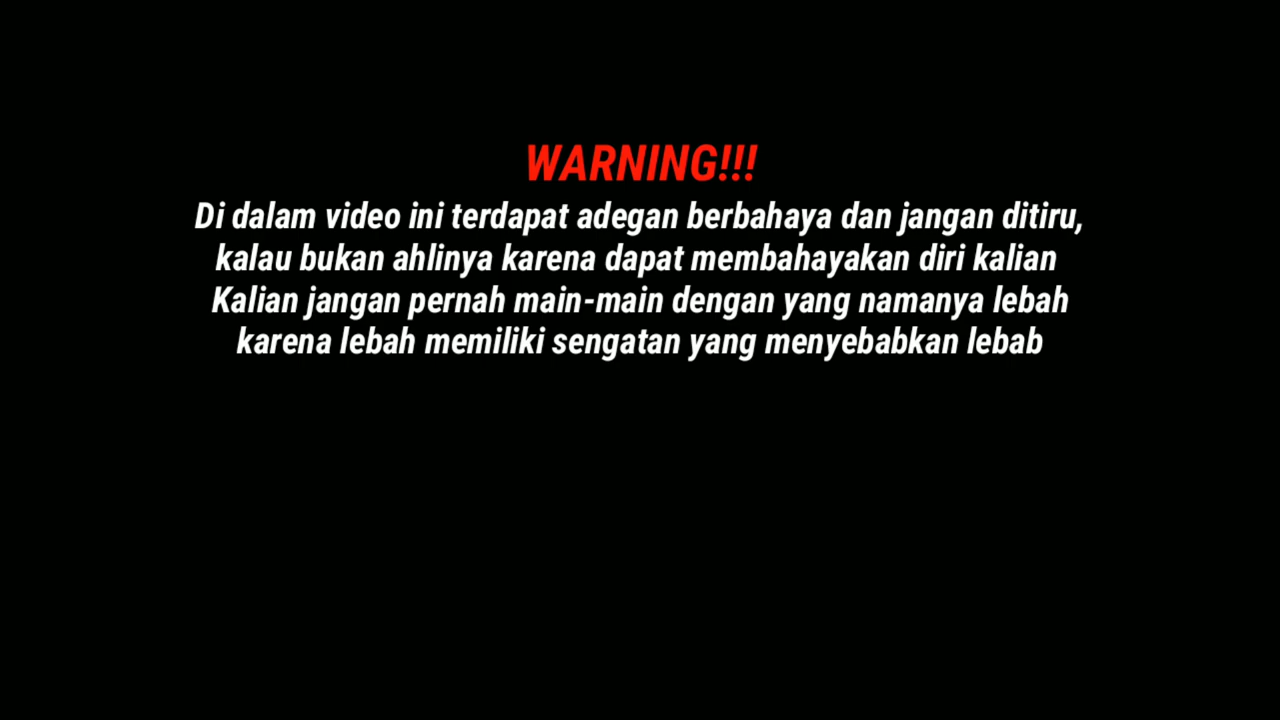 WARNING!!!
Di dalam video ini terdapat adegan berbahaya dan jangan ditiru,
kalau bukan ahlinya karena dapat membahayakan diri kalian
Kalian jangan pernah main-main dengan yang namanya lebah
karena lebah memiliki sengatan yang menyebabkan lebab